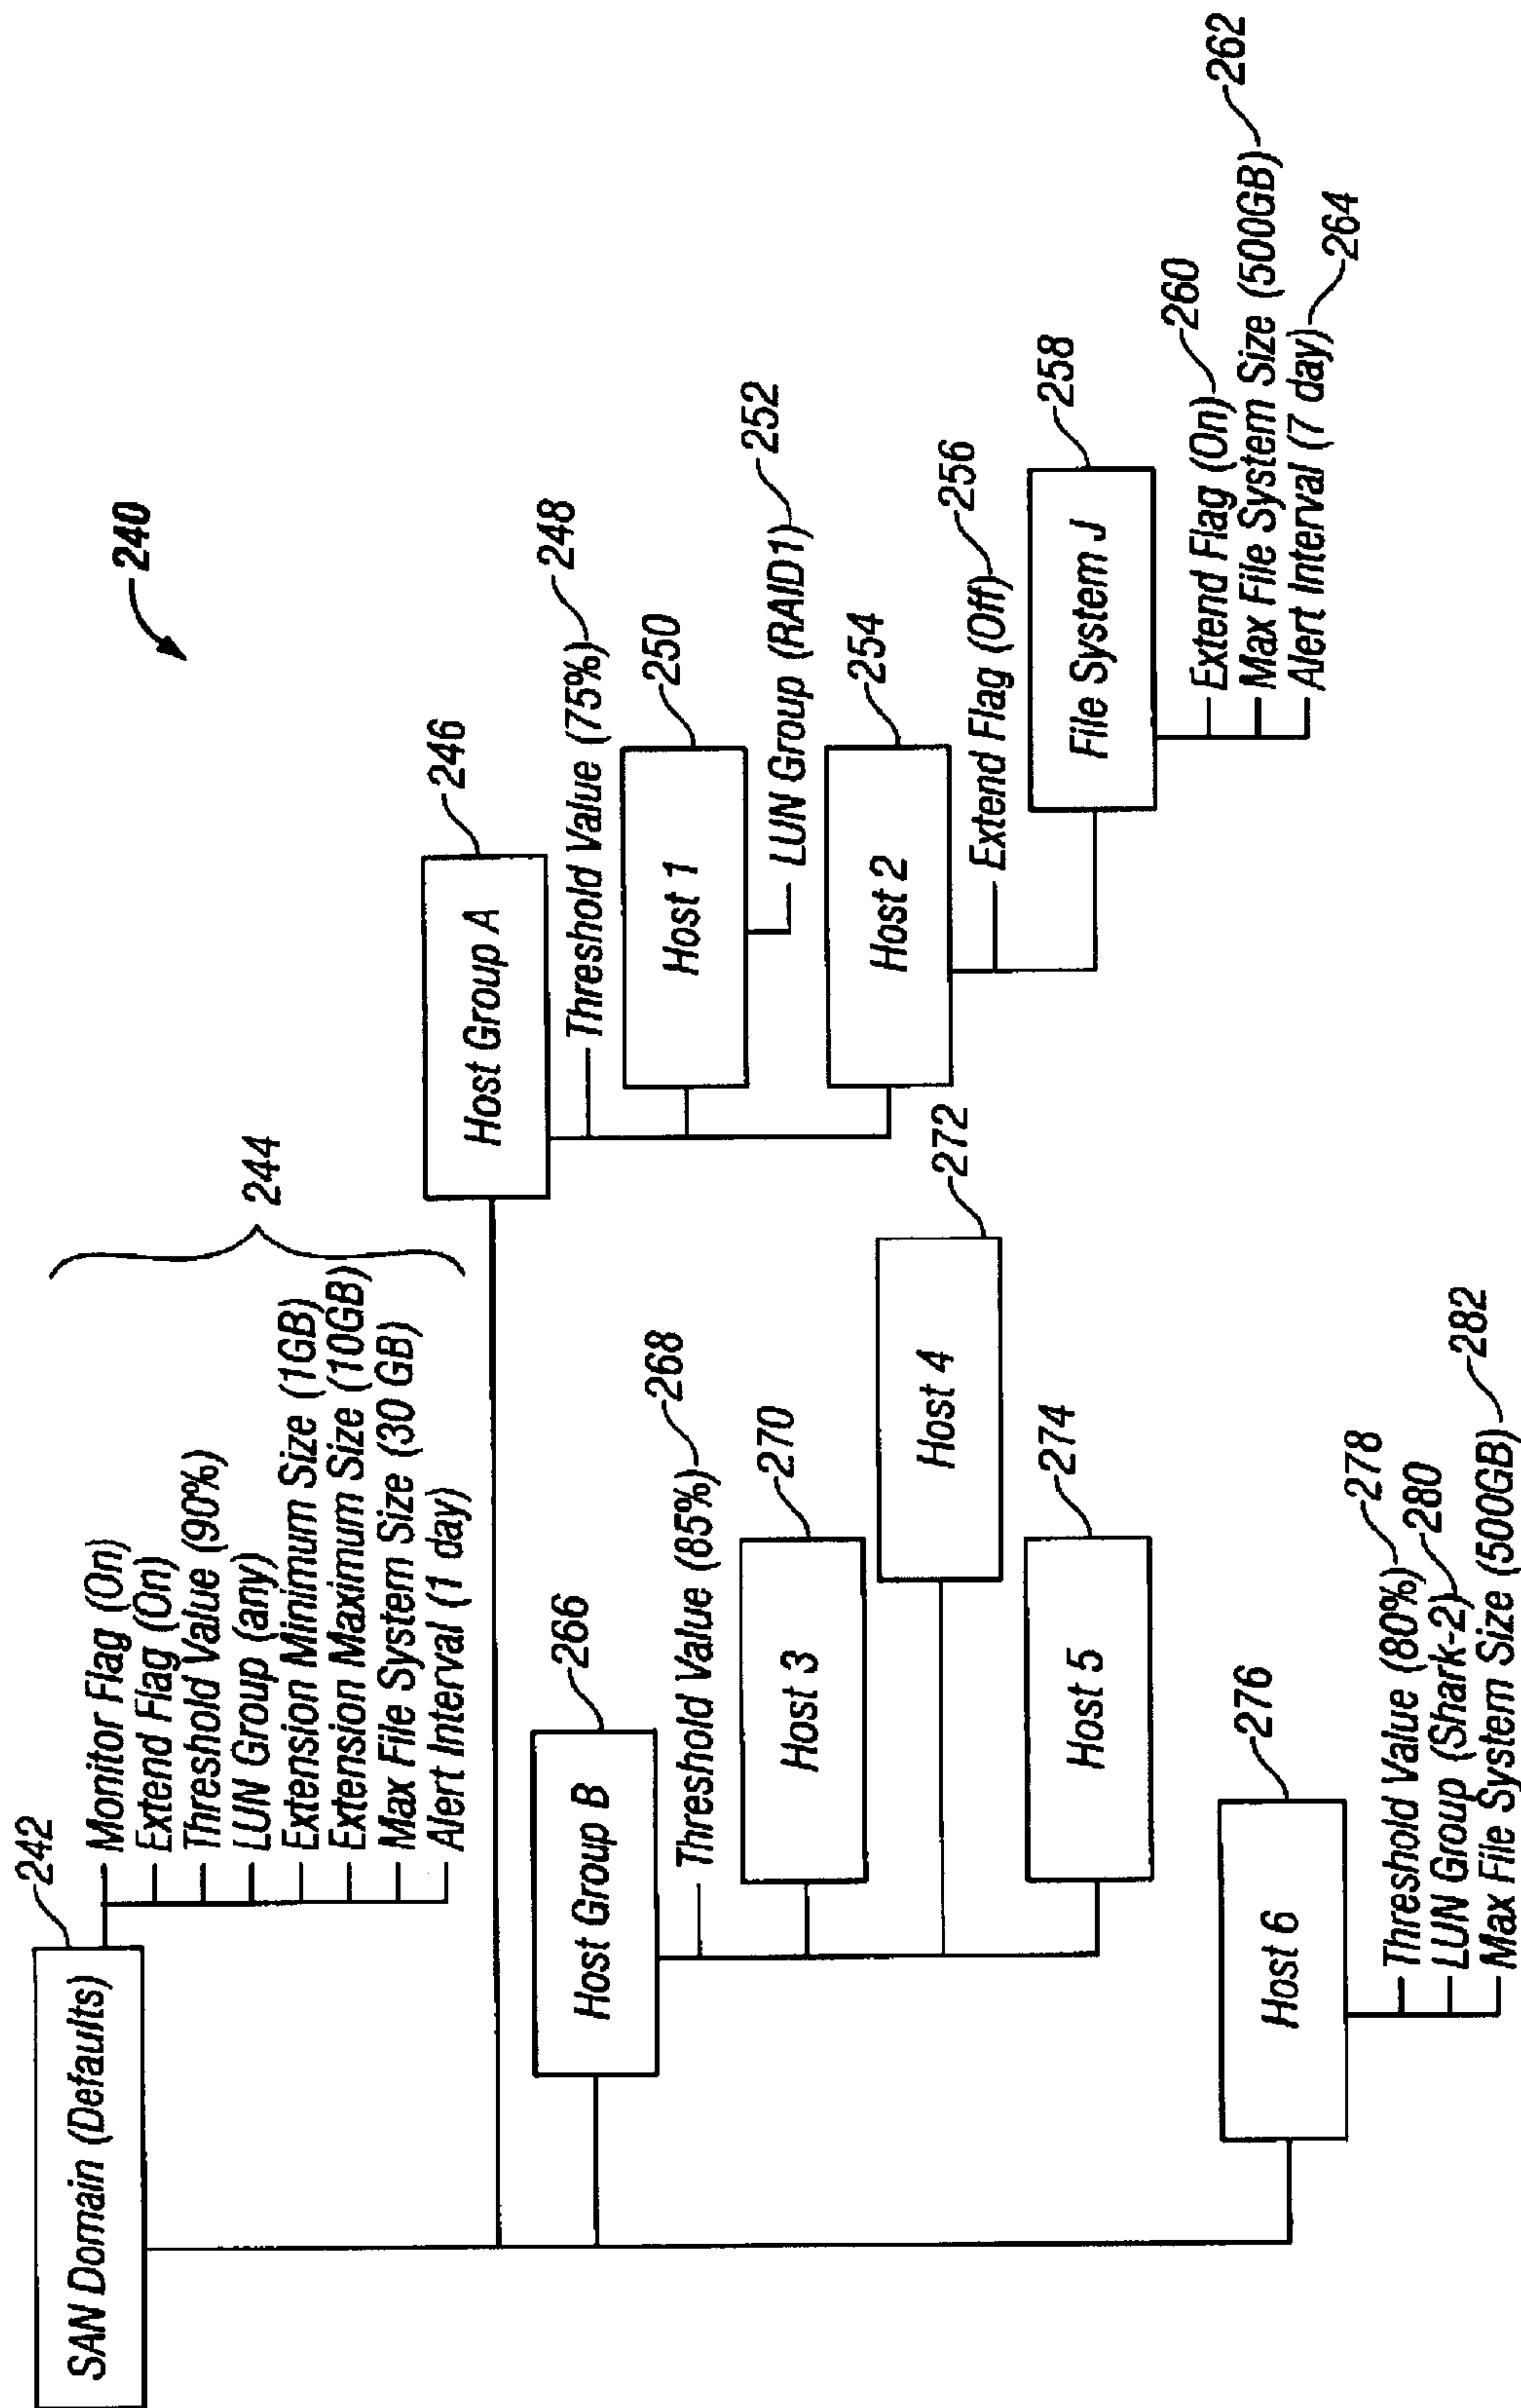 240
SAN Domain (Defaults)
242
Monitor Flag (On)
Extend Flag (On)
Threshold Value (90%)
LUN Group (any)
Extension Minimum Size (1GB)
Extension Maximum Size (10GB)
Max File System Size (30 GB)
Alert Interval (1 day)
244
Host Group A
246
Threshold Value (75%)
248
Host 1
250
LUN Group (RAID1)
252
Host 2
254
Extend Flag (Off)
256
File System J
258
Extend Flag (On)
260
Max File System Size (500GB)
262
Alert Interval (7 day)
264
Host Group B
266
Threshold Value (85%)
268
Host 3
270
Host 4
272
Host 5
274
Host 6
276
Threshold Value (80%)
278
LUN Group (Shark-2)
280
Max File System Size (500GB)
282